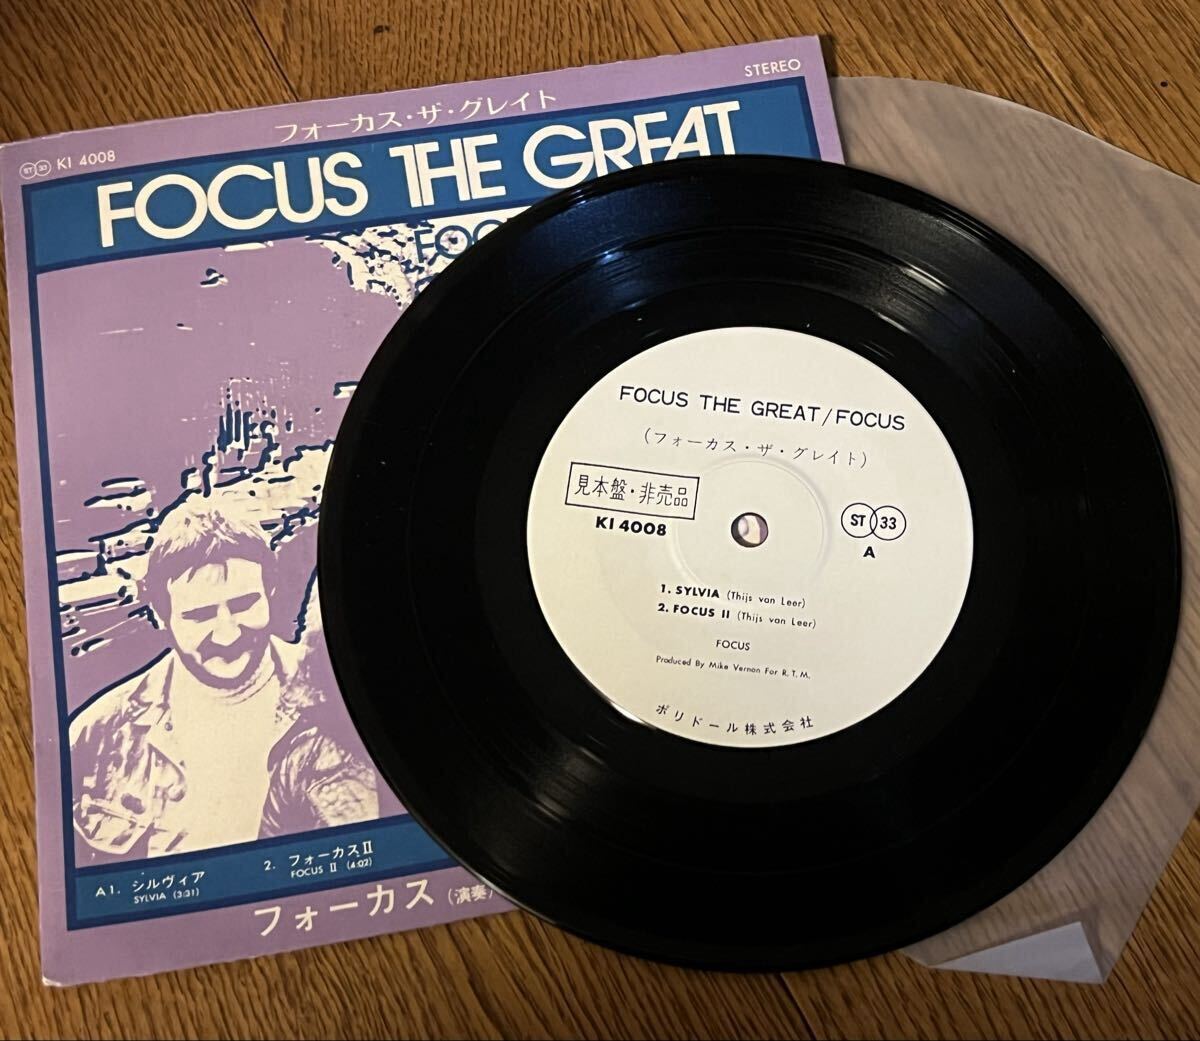 STEREO
フォーカス・ザ・グレイト
ST 33 KI 4008
FOCUS THE GREAT
A1. シルヴィア
SYLVIA (3:31)
2. フォーカスⅡ
FOCUS Ⅱ (4:02)
フォーカス (演奏)
FOCUS THE GREAT/FOCUS
(フォーカス・ザ・グレイト)
見本盤・非売品
KI 4008
ST 33
A
1. SYLVIA (Thijs van Leer)
2. FOCUS II (Thijs van Leer)
FOCUS
Produced By Mike Vernon For R.T.M.
ポリドール株式会社